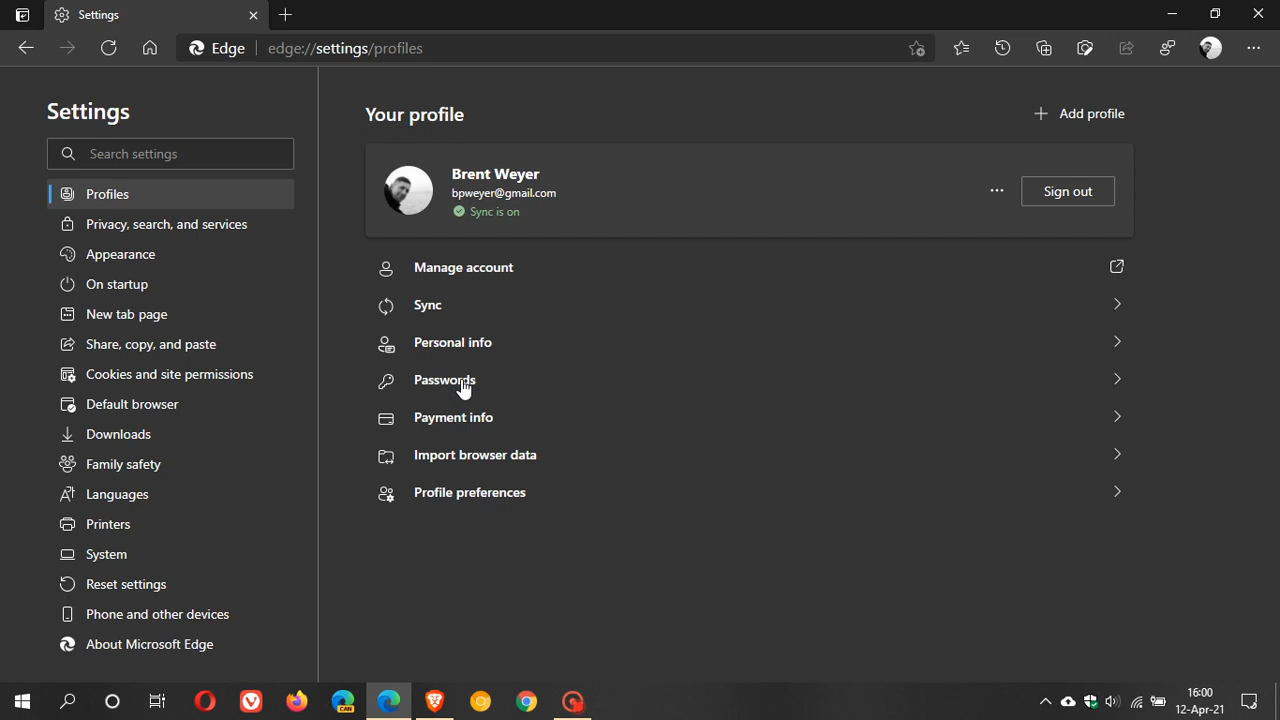 Settings
Edge
edge://settings/profiles
Settings
Search settings
Profiles
Privacy, search, and services
Appearance
On startup
New tab page
Share, copy, and paste
Cookies and site permissions
Default browser
Downloads
Family safety
Languages
Printers
System
Reset settings
Phone and other devices
About Microsoft Edge
Your profile
Add profile
Brent Weyer
bpweyer@gmail.com
Sync is on
Sign out
Manage account
Sync
Personal info
Passwords
Payment info
Import browser data
Profile preferences
CAN
16:00
12-Apr-21